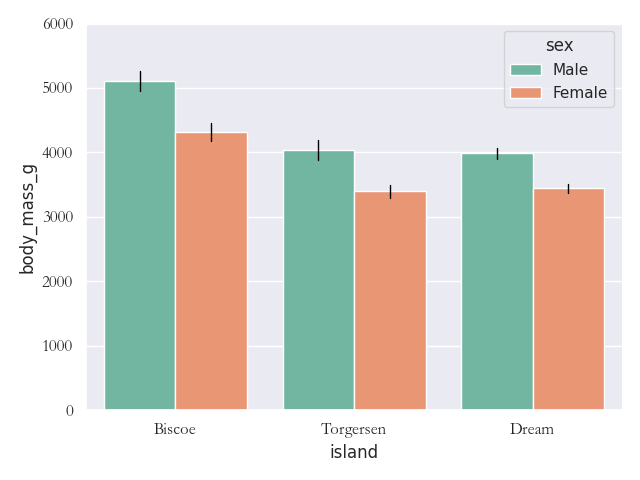 6000
5000
4000
3000
2000
1000
0
body_mass_g
sex
Male
Female
Biscoe
Torgersen
Dream
island